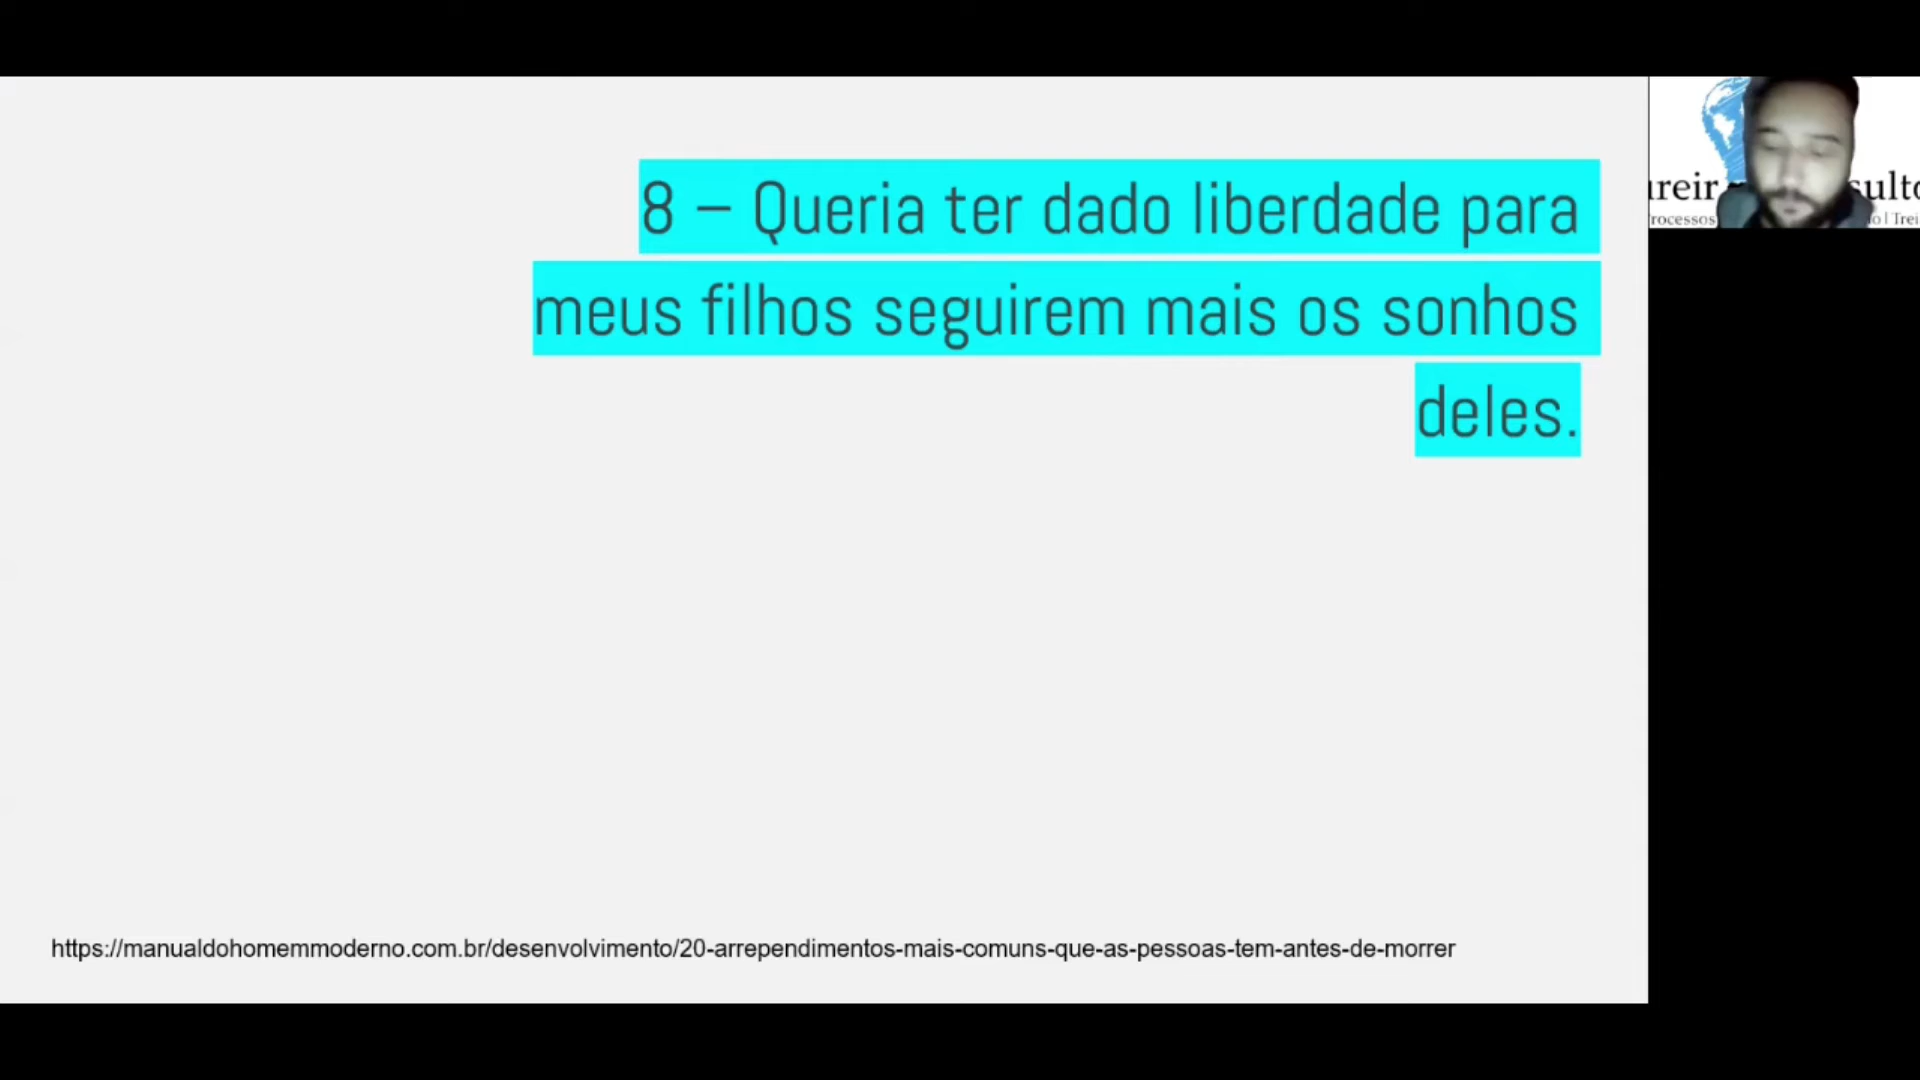 8 – Queria ter dado liberdade para
meus filhos seguirem mais os sonhos
deles.
https://manualdohomemmoderno.com.br/desenvolvimento/20-arrependimentos-mais-comuns-que-as-pessoas-tem-antes-de-morrer